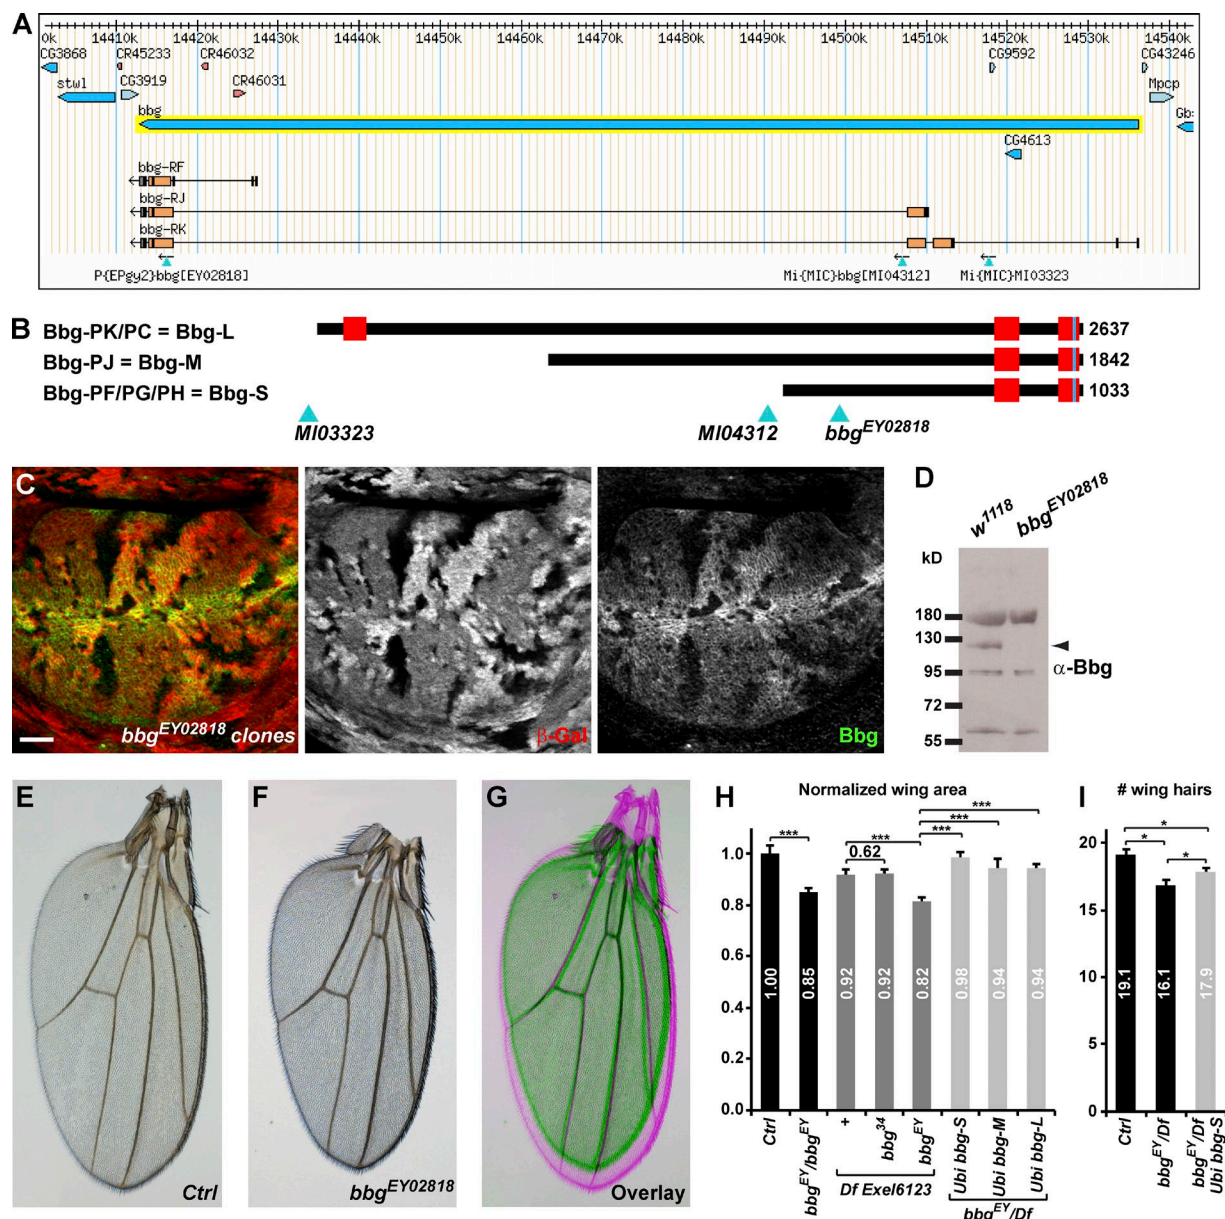 A
0k 14410k 14420k 14430k 14440k 14450k 14460k 14470k 14480k 14490k 14500k 14510k 14520k 14530k 14540k
CG3868 CR45233 CR46032 CG9592 CG43246
stwl CG3919 CR46031 Mpcp
bbg Gb
CG4613
bbg-RF
bbg-RJ
bbg-RK
P{EPgy2}bbg[EY02818] Mi{MIC}bbg[MI04312] Mi{MIC}MI03323
B
Bbg-PK/PC = Bbg-L 2637
Bbg-PJ = Bbg-M 1842
Bbg-PF/PG/PH = Bbg-S 1033
MI03323 MI04312 bbgEY02818
C
bbgEY02818 clones β-Gal Bbg
D
w1118 bbgEY02818
kD
180
130
95
72
55
α-Bbg
E
Ctrl
F
bbgEY02818
G
Overlay
H
Normalized wing area
*** 0.62 *** *** *** ***
1.0
0.8
0.6
0.4
0.2
0.0
1.00 0.85 0.92 0.92 0.82 0.98 0.94 0.94
Ctrl bbgEY/bbgEY + bbg34 bbgEY Ubi bbg-S Ubi bbg-M Ubi bbg-L
Df Exel6123 bbgEY/Df
I
# wing hairs
* * *
20
15
10
5
0
19.1 16.1 17.9
Ctrl bbgEY/Df bbgEY/Df Ubi bbg-S